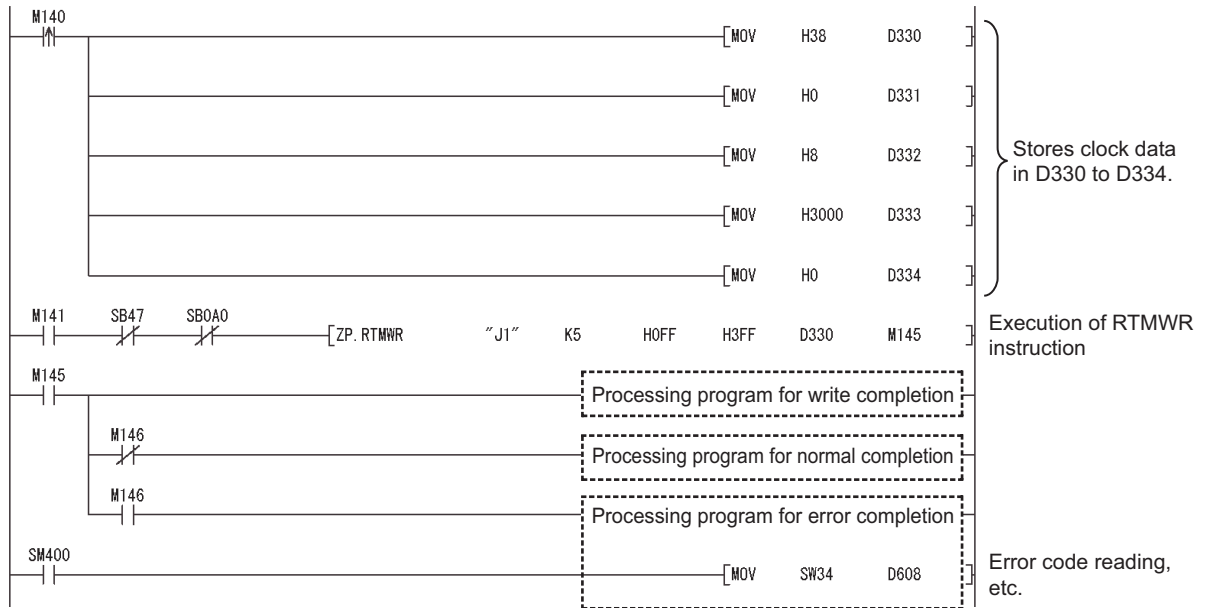 M140
MOV H38 D330
MOV H0 D331
MOV H8 D332
MOV H3000 D333
MOV H0 D334
Stores clock data
in D330 to D334.
M141 SB47 SB0A0
ZP.RTMWR "J1" K5 H0FF H3FF D330 M145
Execution of RTMWR
instruction
M145
Processing program for write completion
M146
Processing program for normal completion
M146
Processing program for error completion
SM400
MOV SW34 D608
Error code reading,
etc.